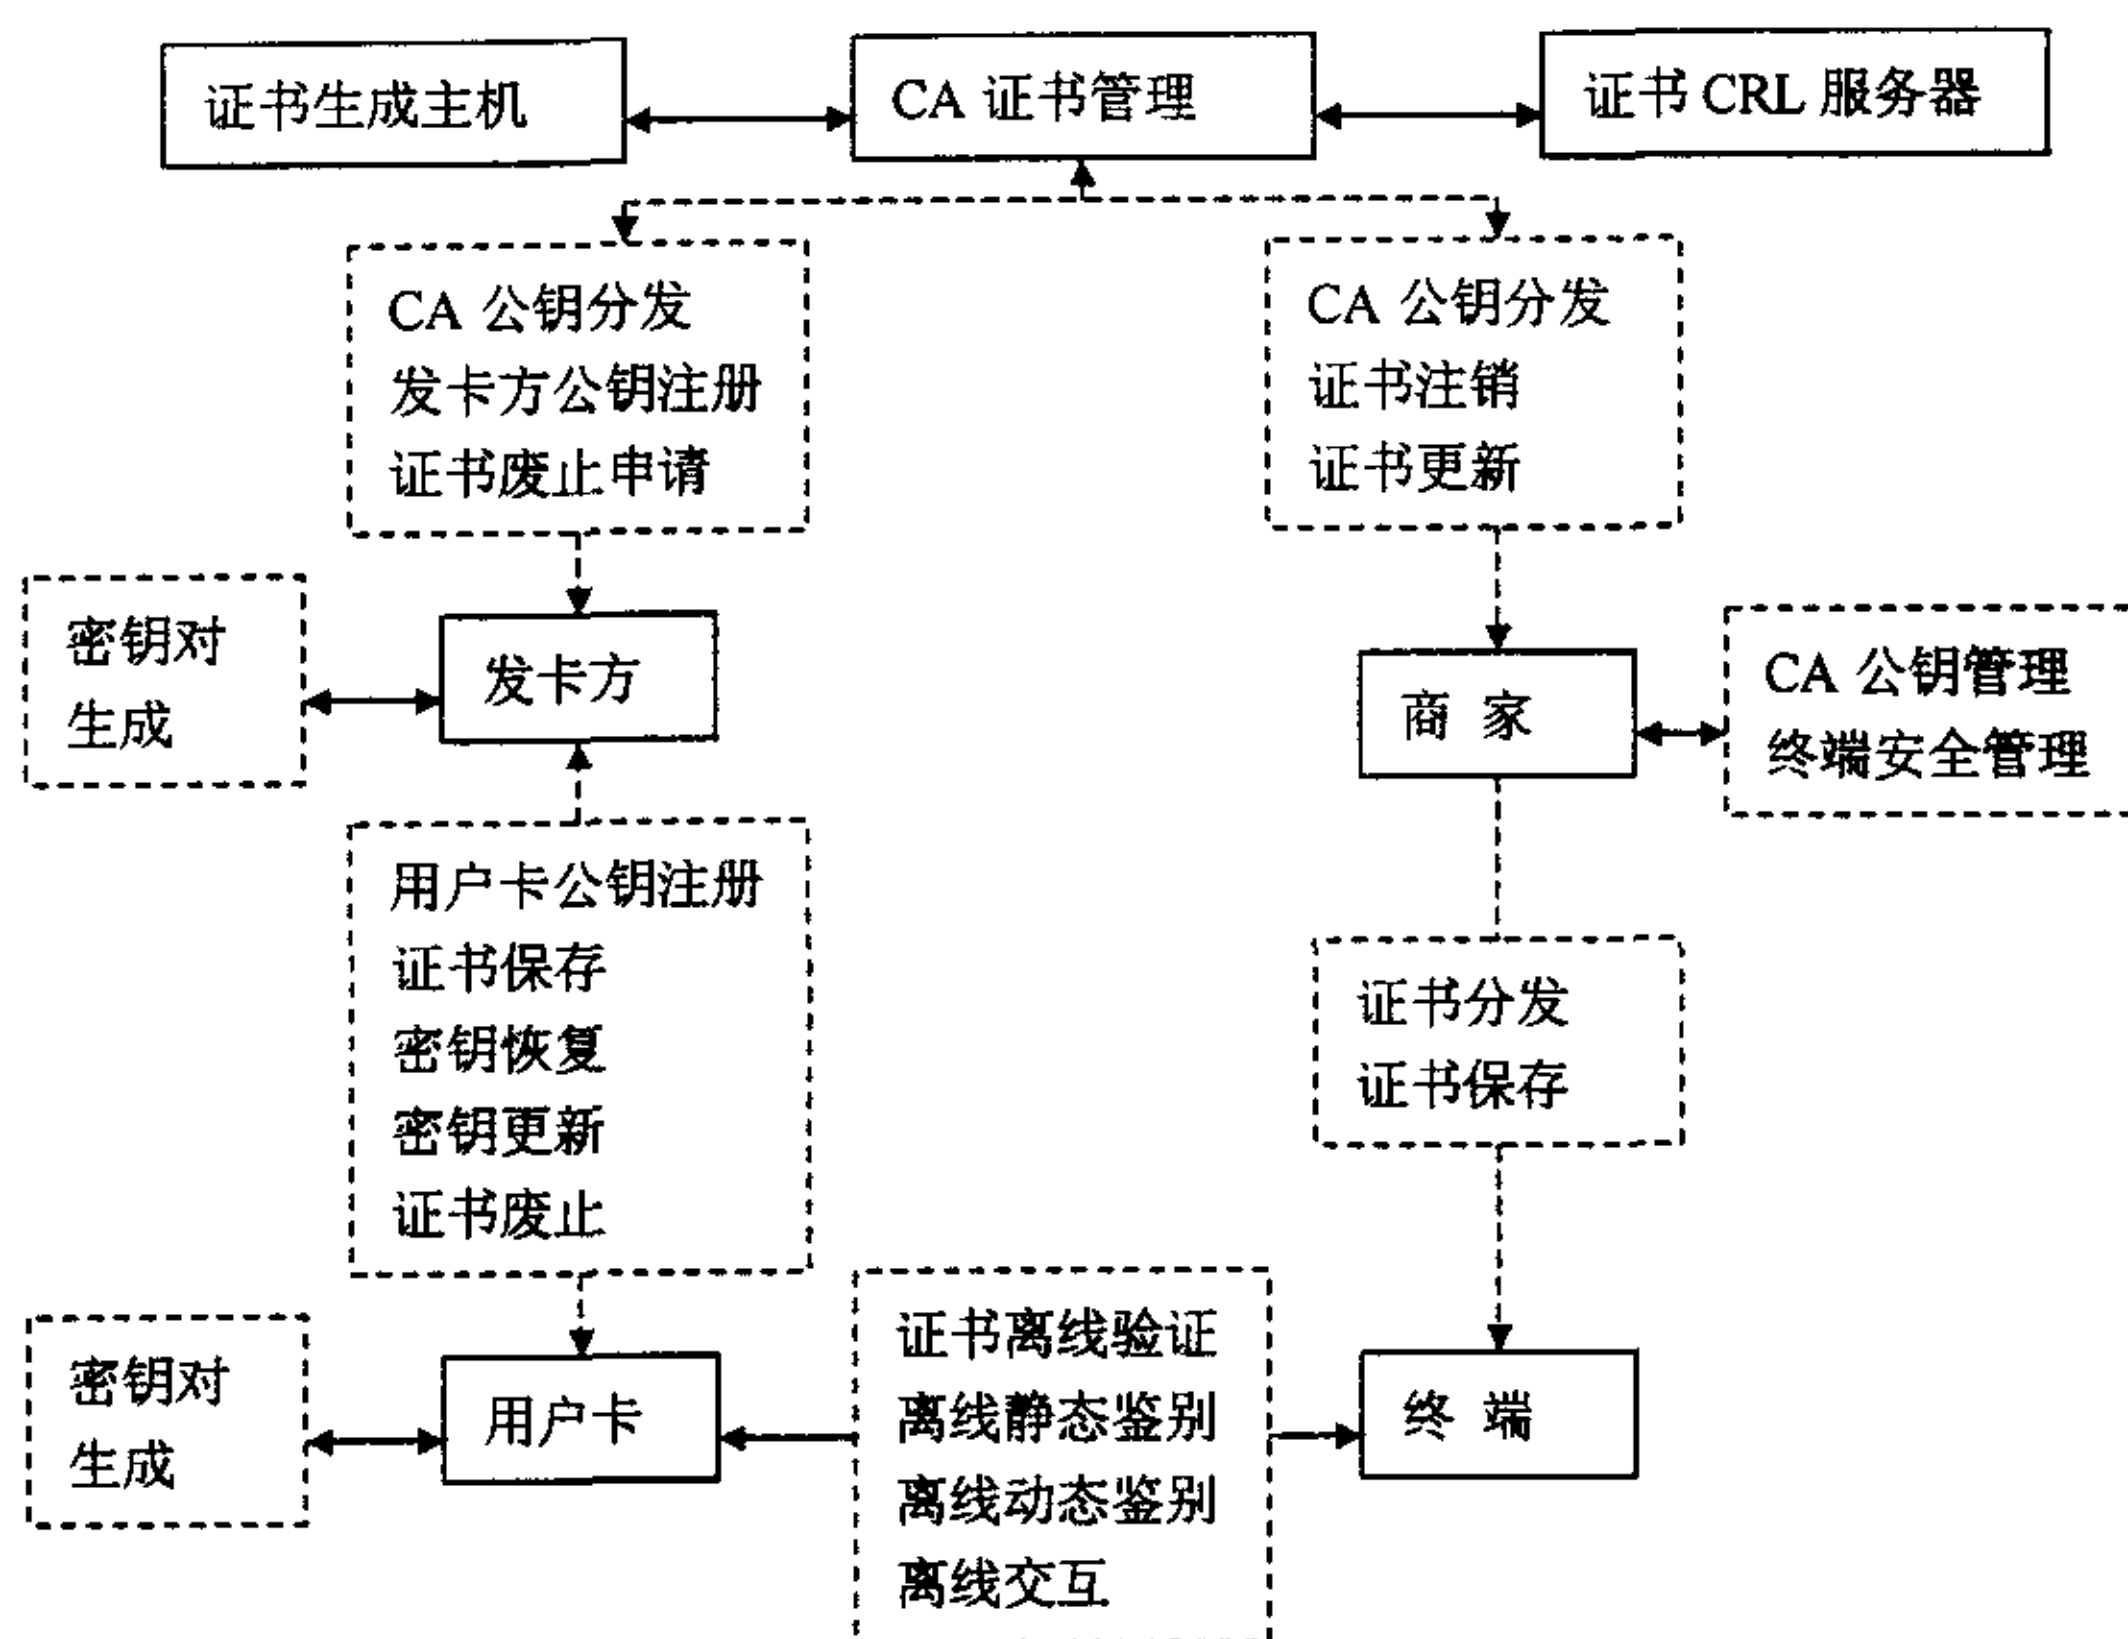 证书生成主机
CA 证书管理
证书 CRL 服务器
CA 公钥分发
发卡方公钥注册
证书废止申请
CA 公钥分发
证书注销
证书更新
密钥对
生成
发卡方
商 家
CA 公钥管理
终端安全管理
用户卡公钥注册
证书保存
密钥恢复
密钥更新
证书废止
证书分发
证书保存
密钥对
生成
用户卡
证书离线验证
离线静态鉴别
离线动态鉴别
离线交互
终 端